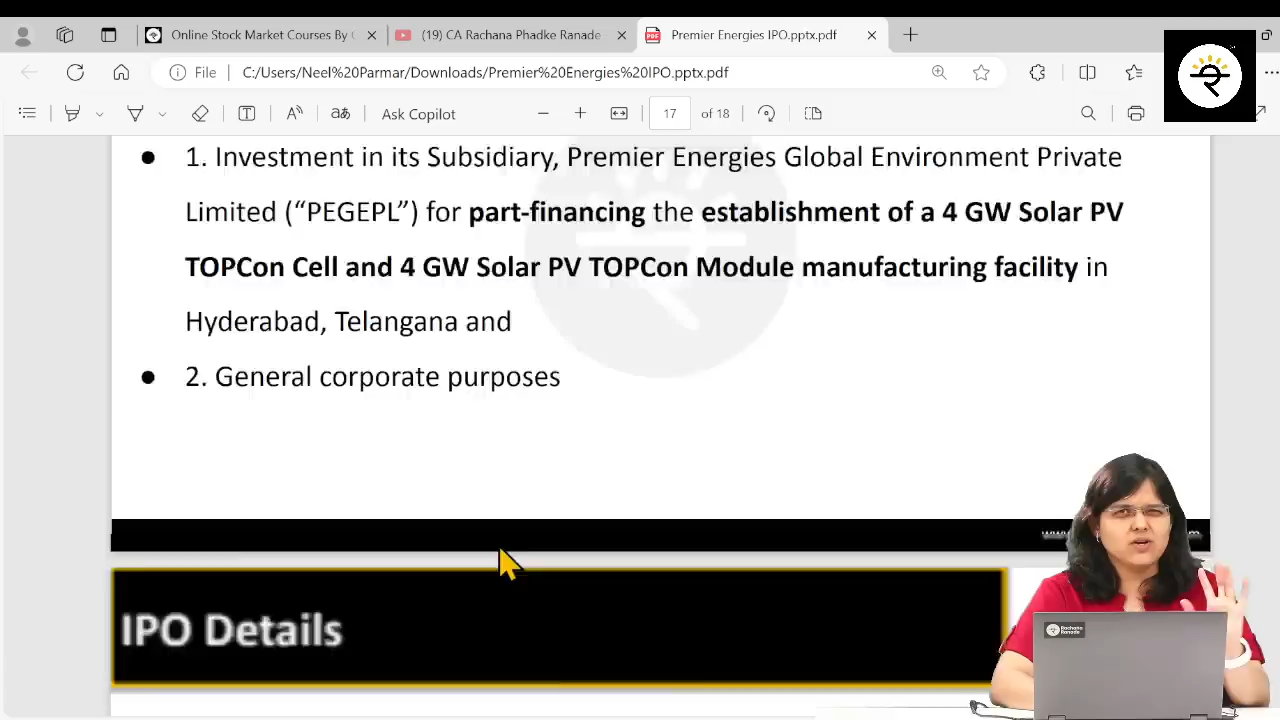 Online Stock Market Courses By C
(19) CA Rachana Phadke Ranade
Premier Energies IPO.pptx.pdf
File
C:/Users/Neel%20Parmar/Downloads/Premier%20Energies%20IPO.pptx.pdf
Ask Copilot
17 of 18
● 1. Investment in its Subsidiary, Premier Energies Global Environment Private
Limited (“PEGEPL”) for part-financing the establishment of a 4 GW Solar PV
TOPCon Cell and 4 GW Solar PV TOPCon Module manufacturing facility in
Hyderabad, Telangana and
● 2. General corporate purposes
IPO Details
Rachana
Ranade